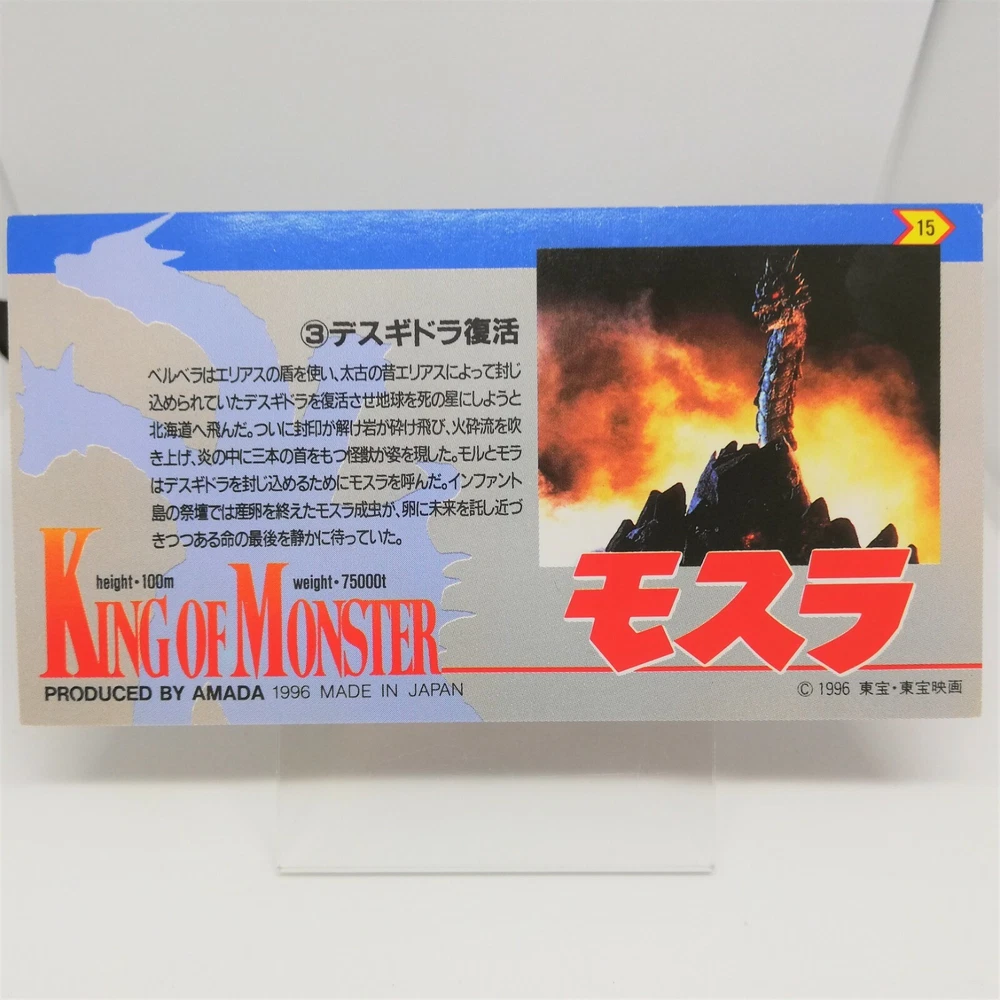 15
③デスギドラ復活
ベルベラはエリアスの盾を使い、太古の昔エリアスによって封じ
込められていたデスギドラを復活させ地球を死の星にしようと
北海道へ飛んだ。ついに封印が解け岩が砕け飛び、火砕流を吹
き上げ、炎の中に三本の首をもつ怪獣が姿を現した。モルとモラ
はデスギドラを封じ込めるためにモスラを呼んだ。インファント
島の祭壇では産卵を終えたモスラ成虫が、卵に未来を託し近づ
きつつある命の最後を静かに待っていた。
height・100m weight・75000t
KING OF MONSTER
モスラ
PRODUCED BY AMADA 1996 MADE IN JAPAN
© 1996 東宝・東宝映画